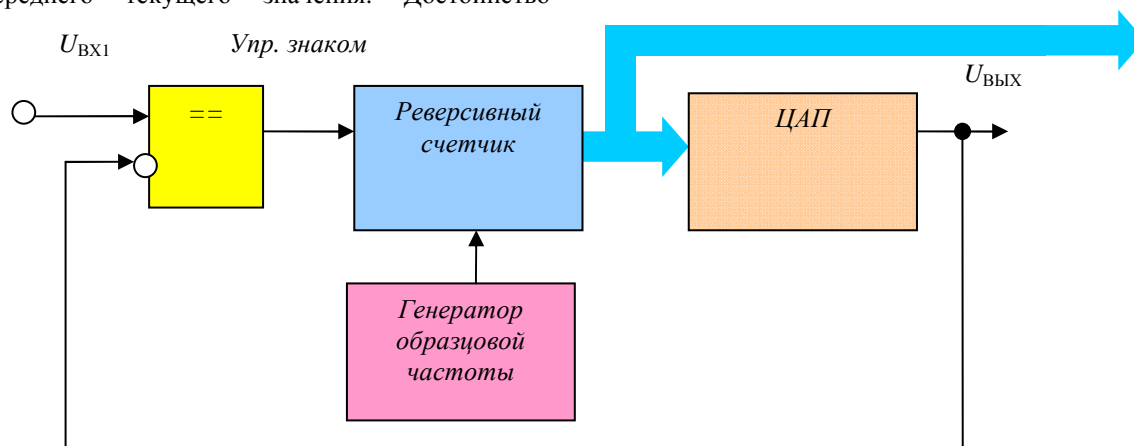 среднего текущего значения. Достоинство
UВХ1
Упр. знаком
UВЫХ
==
Реверсивный
счетчик
ЦАП
Генератор
образцовой
частоты